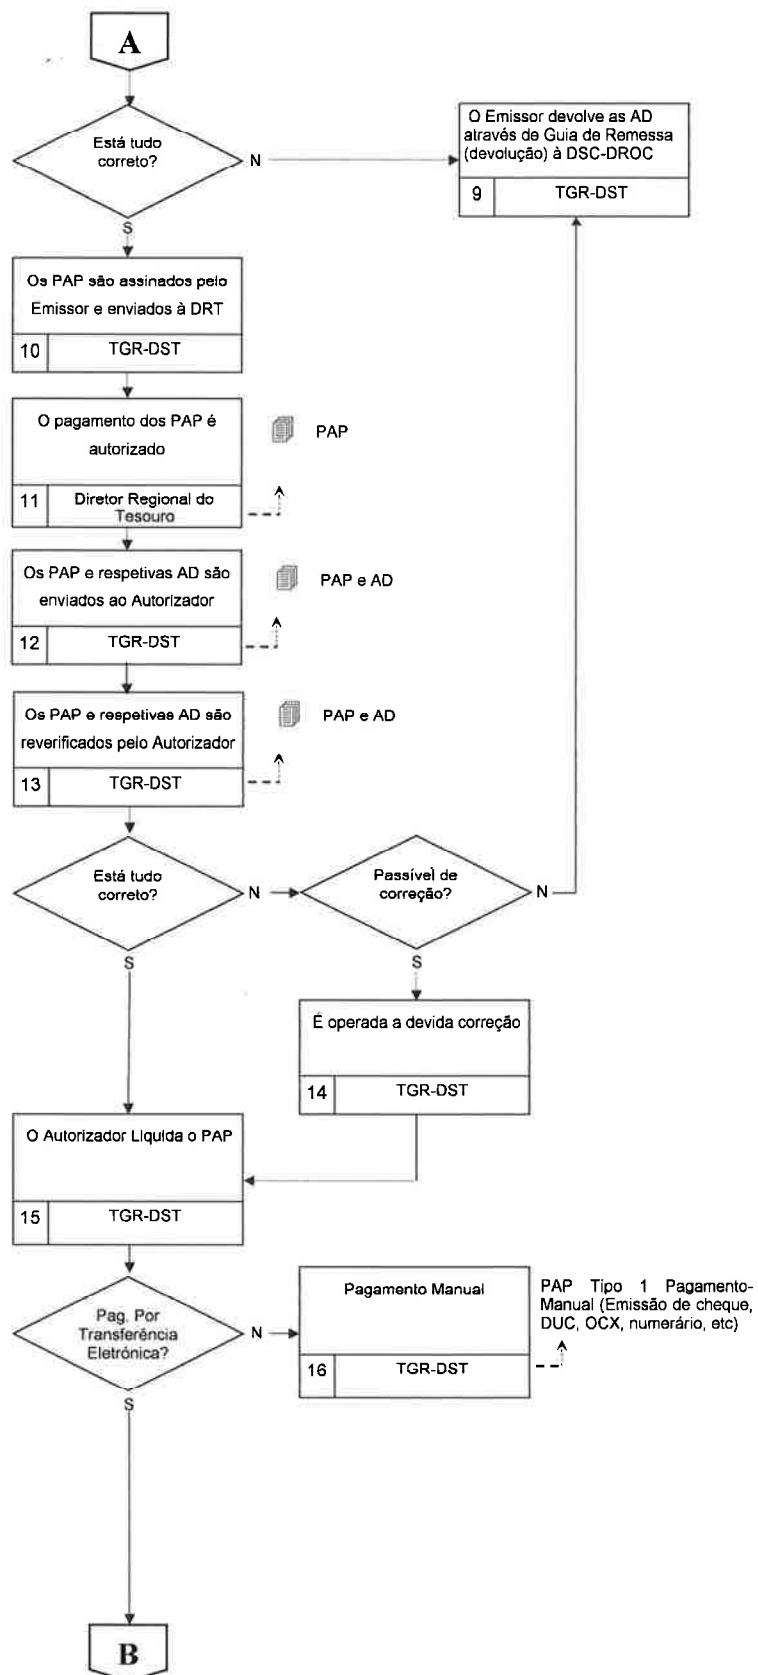 A
Está tudo
correto?
N
S
O Emissor devolve as AD
através de Guia de Remessa
(devolução) à DSC-DROC
9 TGR-DST
Os PAP são assinados pelo
Emissor e enviados à DRT
10 TGR-DST
O pagamento dos PAP é
autorizado
11 Diretor Regional do
Tesouro
PAP
Os PAP e respetivas AD são
enviados ao Autorizador
12 TGR-DST
PAP e AD
Os PAP e respetivas AD são
reverificados pelo Autorizador
13 TGR-DST
PAP e AD
Está tudo
correto?
N
S
Passível de
correção?
N
S
É operada a devida correção
14 TGR-DST
O Autorizador Liquida o PAP
15 TGR-DST
Pag. Por
Transferência
Eletrónica?
N
S
Pagamento Manual
16 TGR-DST
PAP Tipo 1 Pagamento-
Manual (Emissão de cheque,
DUC, OCX, numerário, etc)
B